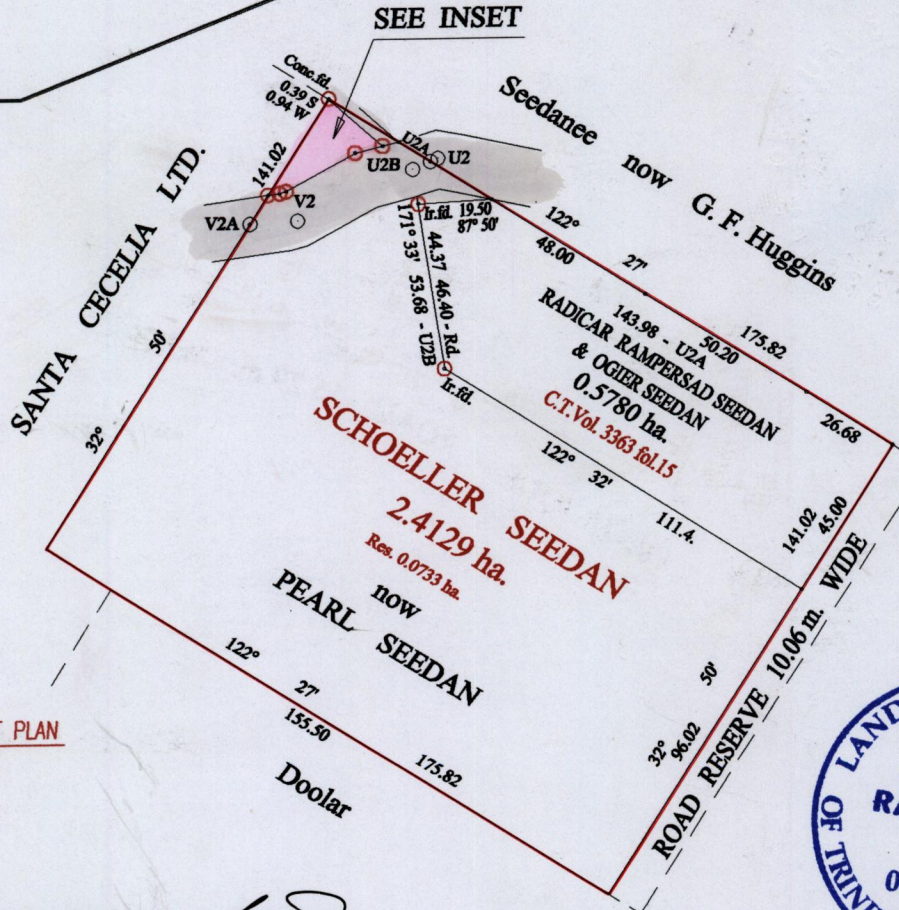 SEE INSET
Conc.fd.
0.39 S
0.94 W
Seedanee
now
G. F. Huggins
141.02
SANTA CECELIA LTD.
U2A
U2
U2B
V2
V2A
Ir.fd. 19.50
87° 50'
122°
48.00
27'
175.82
171° 33' 53.68 - U2B
44.37 46.40 - Rd.
Ir.fd.
143.98 - U2A
50.20
RADICAR RAMPERSAD SEEDAN
& OGIER SEEDAN
0.5780 ha.
C.T.Vol. 3363 fol.15
26.68
50'
32°
122° 32'
111.4.
141.02
45.00
SCHOELLER SEEDAN
2.4129 ha.
Res. 0.0733 ha.
now
PEARL SEEDAN
50'
32°
96.02
ROAD RESERVE 10.06 m. WIDE
122°
27'
155.50
175.82
Doolar
PLAN
LAND
OF TRIN